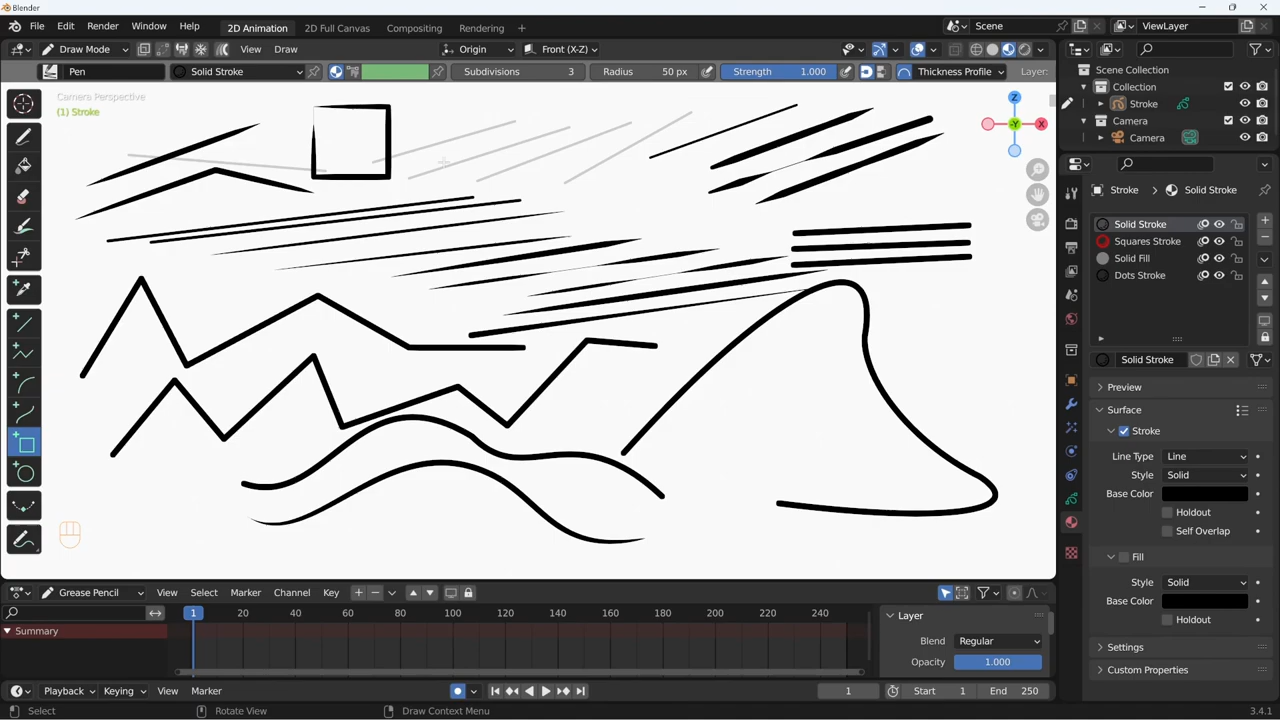 Blender
File Edit Render Window Help 2D Animation 2D Full Canvas Compositing Rendering + Scene ViewLayer
Draw Mode View Draw Origin Front (X-Z)
Pen Solid Stroke Subdivisions 3 Radius 50 px Strength 1.000 Thickness Profile Layer:
Camera Perspective
(1) Stroke
Z
Y
X
Scene Collection
Collection
Stroke
Camera
Camera
Stroke Solid Stroke
Solid Stroke
Squares Stroke
Solid Fill
Dots Stroke
Solid Stroke
Preview
Surface
Stroke
Line Type Line
Style Solid
Base Color
Holdout
Self Overlap
Fill
Style Solid
Base Color
Holdout
Settings
Custom Properties
Grease Pencil View Select Marker Channel Key
1 20 40 60 80 100 120 140 160 180 200 220 240
Summary
Layer
Blend Regular
Opacity 1.000
Playback Keying View Marker 1 Start 1 End 250
Select Rotate View Draw Context Menu 3.4.1